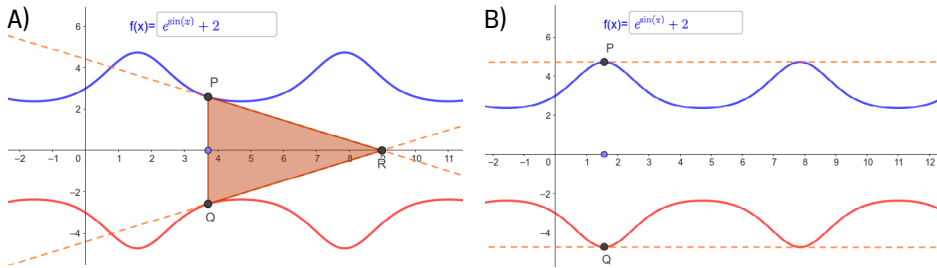 A)
f(x)= e^{sin(x)} + 2
6
4
2
−2 −1 0 1 2 3 4 5 6 7 8 9 10 11
−2
−4
P
Q
R
B)
f(x)= e^{sin(x)} + 2
6
4
2
−2 −1 0 1 2 3 4 5 6 7 8 9 10 11 12
−2
−4
P
Q